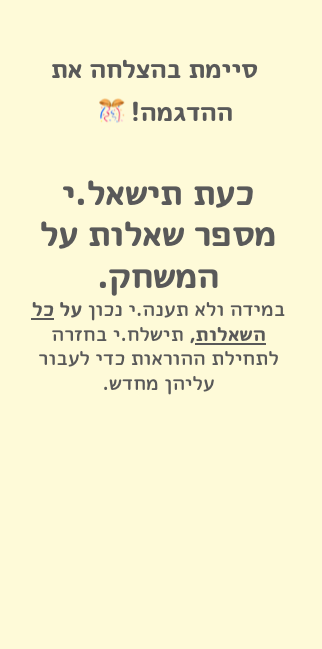 סיימת בהצלחה את
ההדגמה! 🎊
כעת תישאל.י
מספר שאלות על
המשחק.
במידה ולא תענה.י נכון על כל
השאלות, תישלח.י בחזרה
לתחילת ההוראות כדי לעבור
עליהן מחדש.